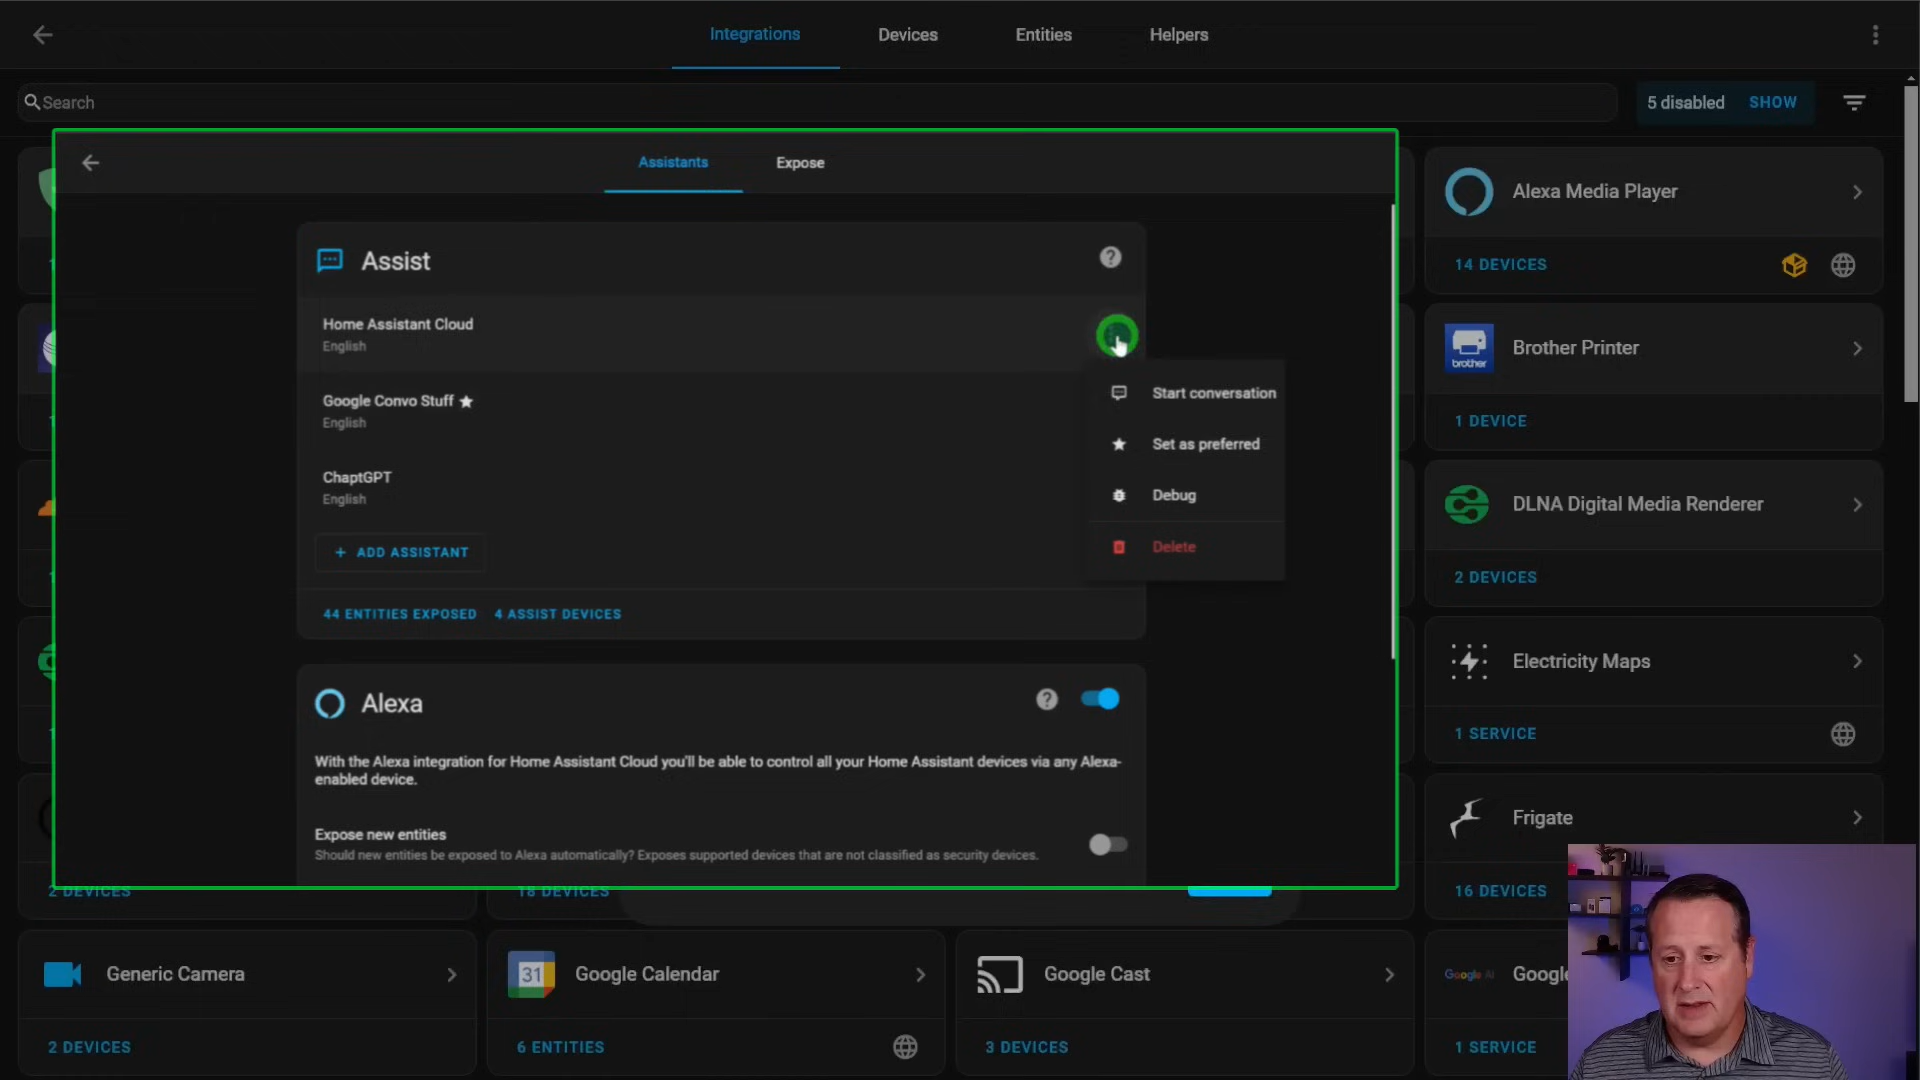 Integrations
Devices
Entities
Helpers
Search
5 disabled
SHOW
Assistants
Expose
Assist
Home Assistant Cloud
English
Google Convo Stuff
English
ChaptGPT
English
+ ADD ASSISTANT
44 ENTITIES EXPOSED
4 ASSIST DEVICES
Start conversation
Set as preferred
Debug
Delete
Alexa
With the Alexa integration for Home Assistant Cloud you'll be able to control all your Home Assistant devices via any Alexa-
enabled device.
Expose new entities
Should new entities be exposed to Alexa automatically? Exposes supported devices that are not classified as security devices.
Alexa Media Player
14 DEVICES
brother
Brother Printer
1 DEVICE
DLNA Digital Media Renderer
2 DEVICES
Electricity Maps
1 SERVICE
Frigate
16 DEVICES
2 DEVICES
18 DEVICES
Generic Camera
2 DEVICES
31
Google Calendar
6 ENTITIES
Google Cast
3 DEVICES
Google AI
Googl
1 SERVICE